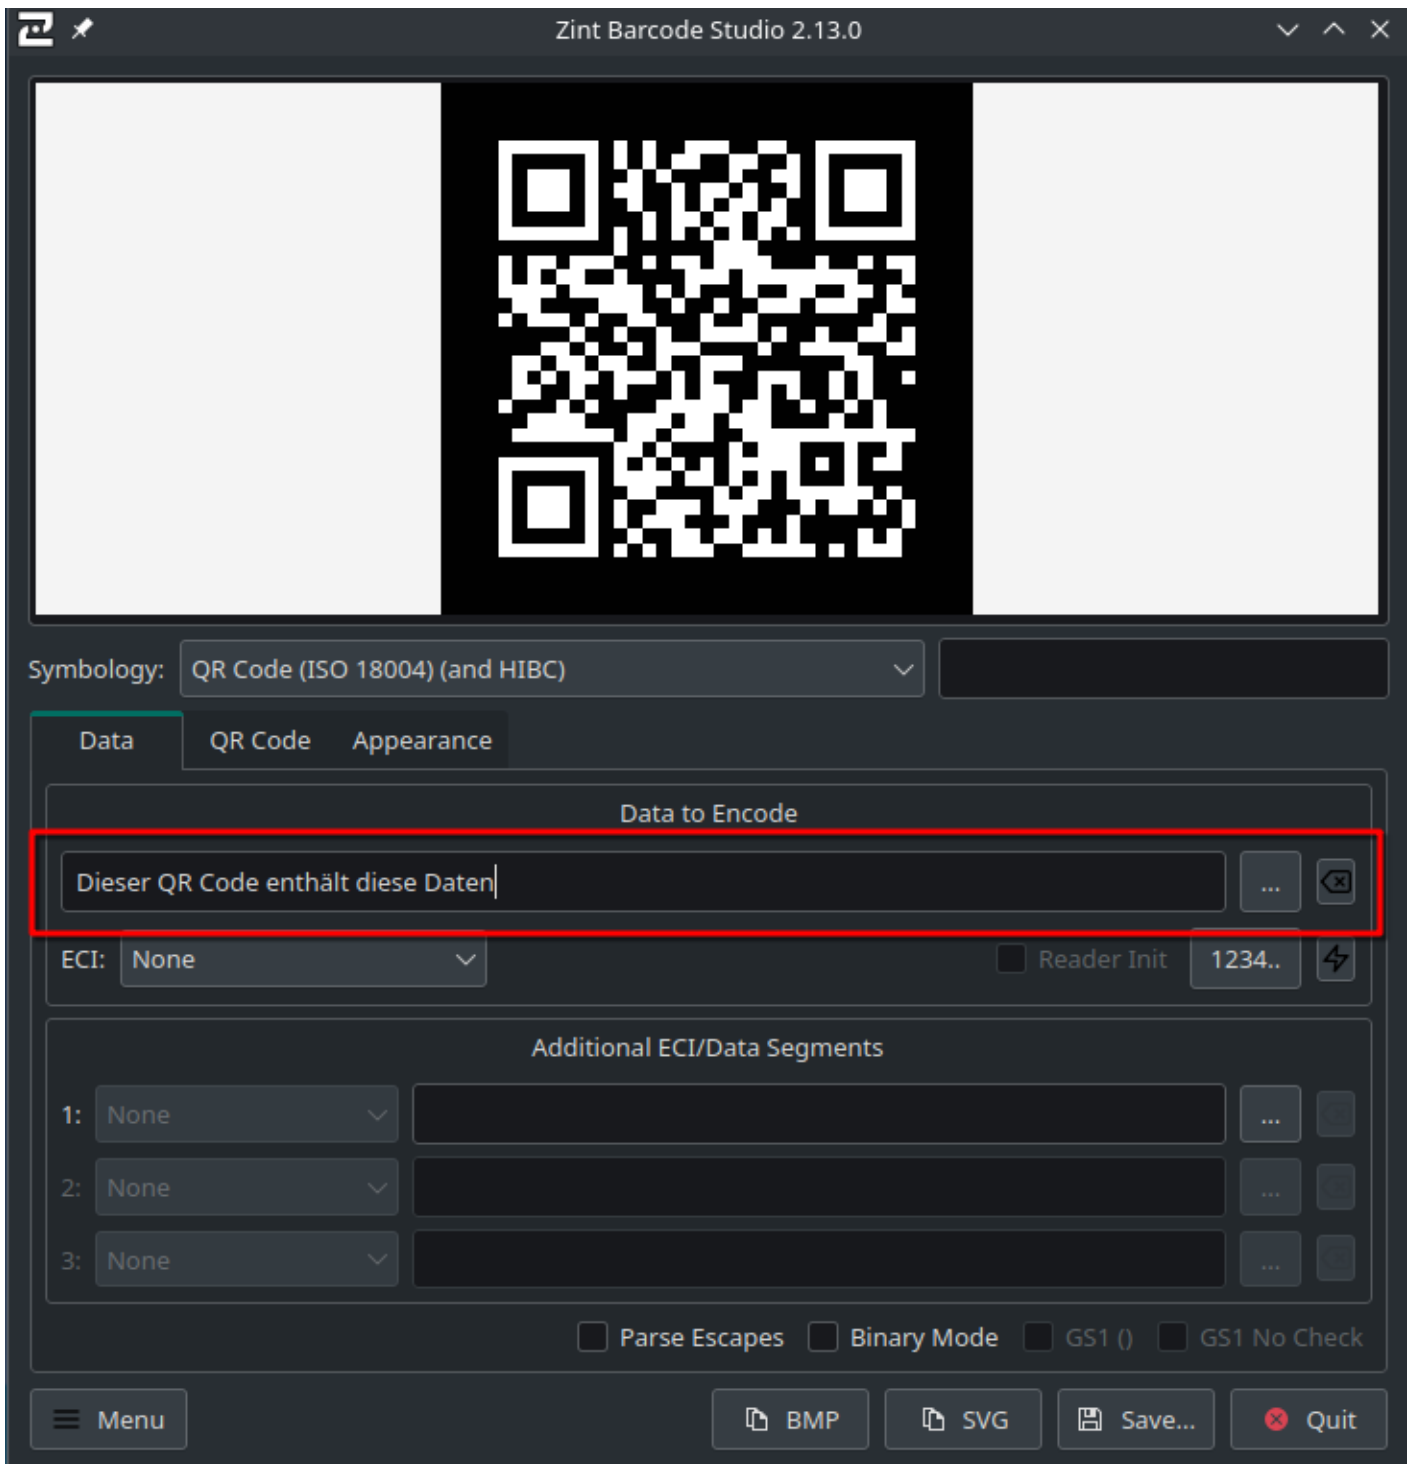 Zint Barcode Studio 2.13.0
Symbology: QR Code (ISO 18004) (and HIBC)
Data QR Code Appearance
Data to Encode
Dieser QR Code enthält diese Daten ...
ECI: None Reader Init 1234..
Additional ECI/Data Segments
1: None ...
2: None ...
3: None ...
Parse Escapes Binary Mode GS1 () GS1 No Check
Menu BMP SVG Save... Quit